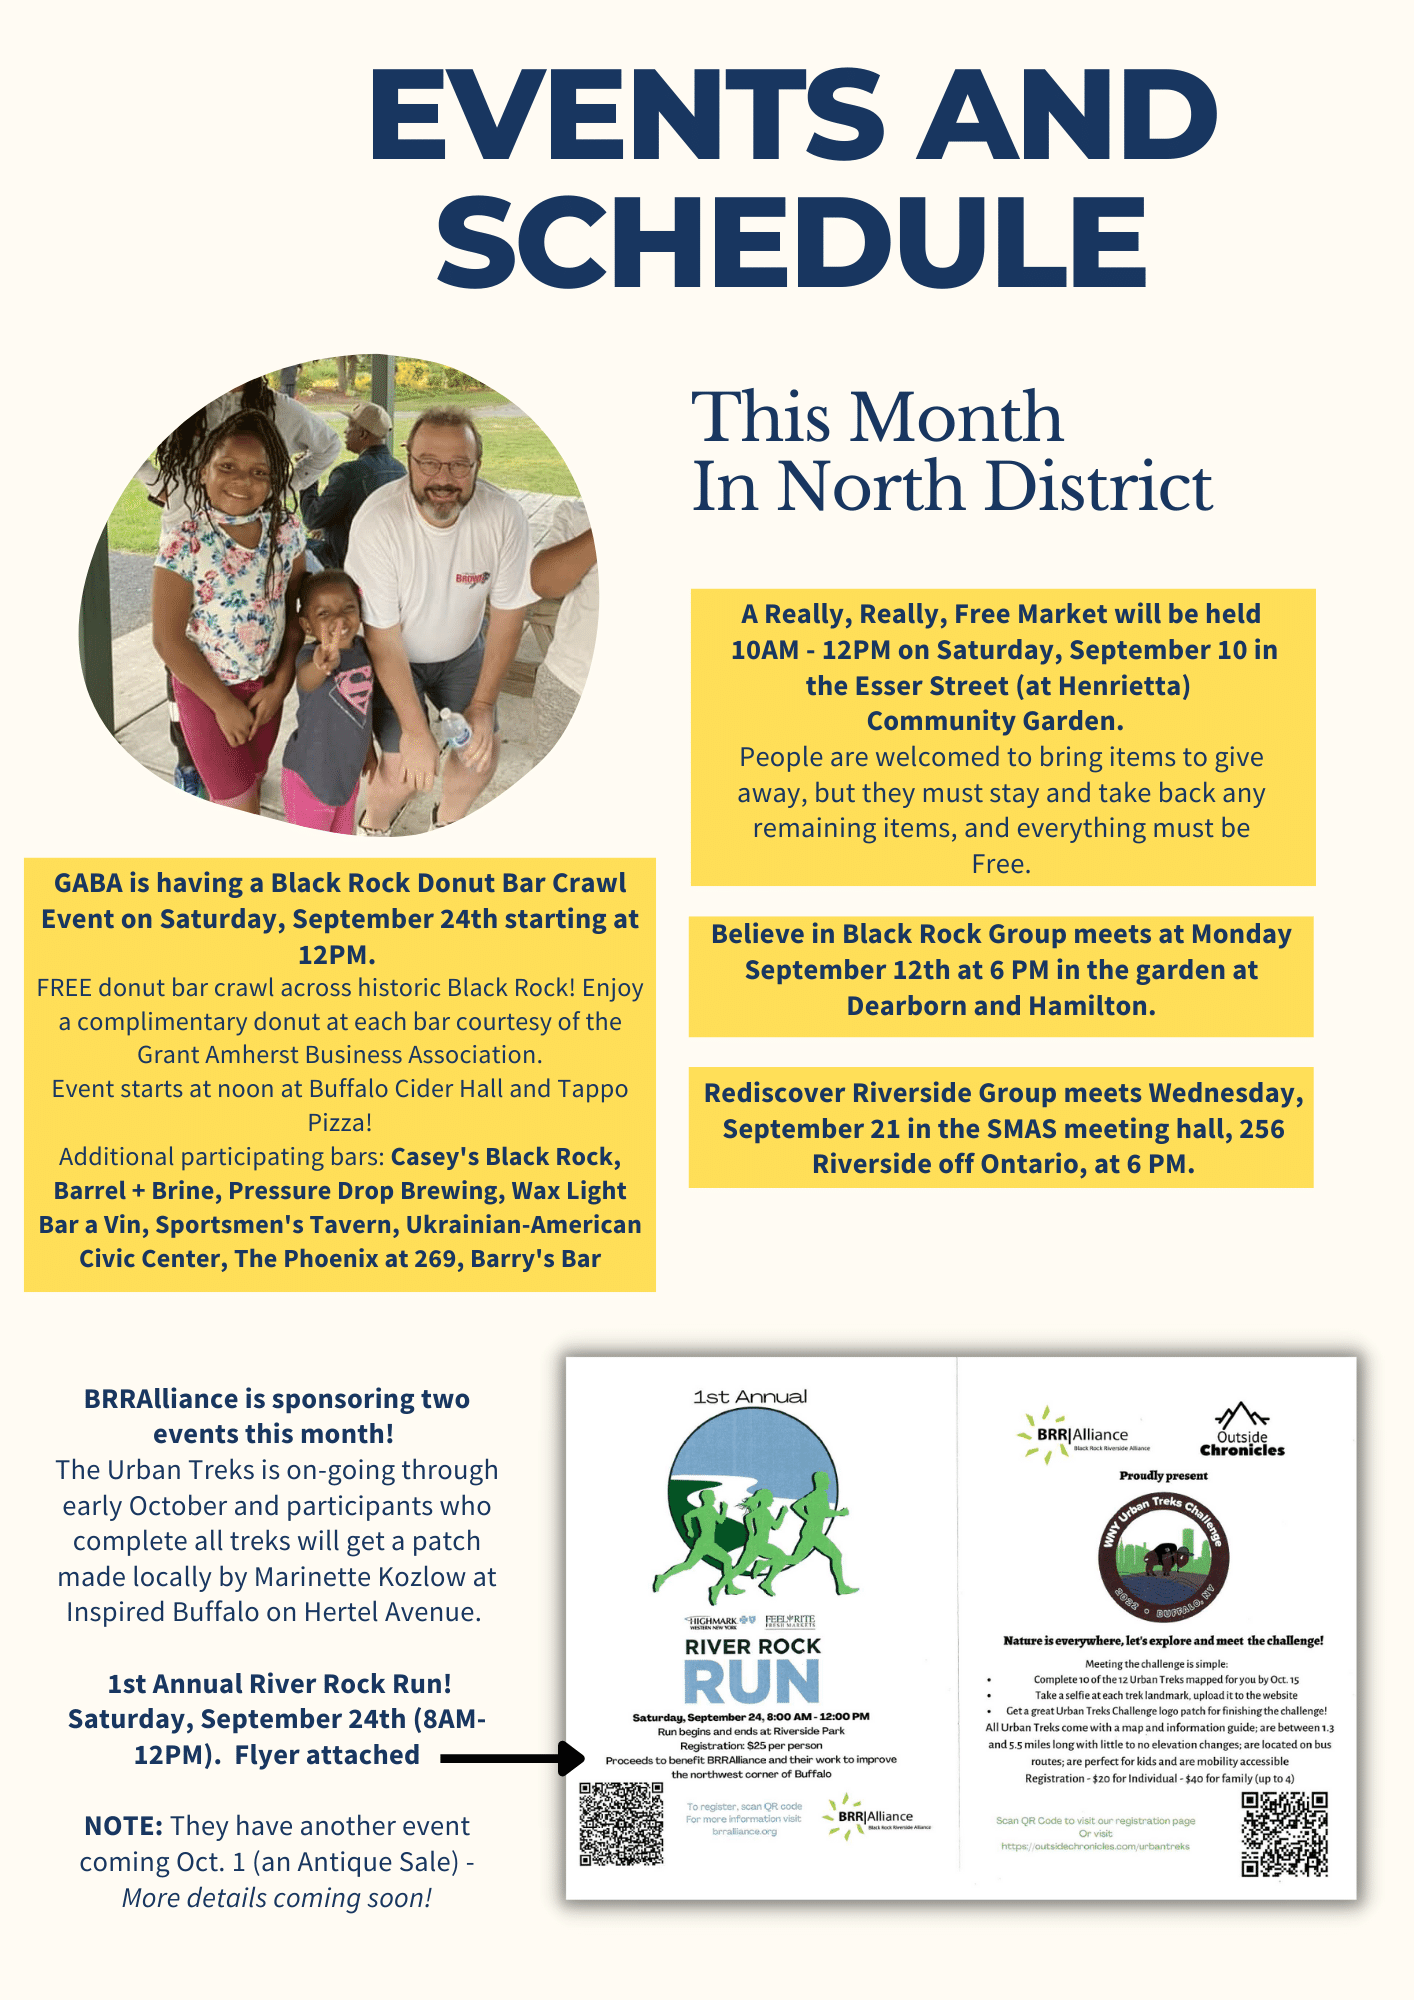 EVENTS AND
SCHEDULE
This Month
In North District
BROWN
A Really, Really, Free Market will be held
10AM - 12PM on Saturday, September 10 in
the Esser Street (at Henrietta)
Community Garden.
People are welcomed to bring items to give
away, but they must stay and take back any
remaining items, and everything must be
Free.
GABA is having a Black Rock Donut Bar Crawl
Event on Saturday, September 24th starting at
12PM.
FREE donut bar crawl across historic Black Rock! Enjoy
a complimentary donut at each bar courtesy of the
Grant Amherst Business Association.
Event starts at noon at Buffalo Cider Hall and Tappo
Pizza!
Additional participating bars: Casey's Black Rock,
Barrel + Brine, Pressure Drop Brewing, Wax Light
Bar a Vin, Sportsmen's Tavern, Ukrainian-American
Civic Center, The Phoenix at 269, Barry's Bar
Believe in Black Rock Group meets at Monday
September 12th at 6 PM in the garden at
Dearborn and Hamilton.
Rediscover Riverside Group meets Wednesday,
September 21 in the SMAS meeting hall, 256
Riverside off Ontario, at 6 PM.
BRRAlliance is sponsoring two
events this month!
The Urban Treks is on-going through
early October and participants who
complete all treks will get a patch
made locally by Marinette Kozlow at
Inspired Buffalo on Hertel Avenue.
1st Annual River Rock Run!
Saturday, September 24th (8AM-
12PM).  Flyer attached
NOTE: They have another event
coming Oct. 1 (an Antique Sale) -
More details coming soon!
1st Annual
HIGHMARK
WESTERN NEW YORK
FEEL RITE
FRESH MARKETS
RIVER ROCK
RUN
Saturday, September 24, 8:00 AM - 12:00 PM
Run begins and ends at Riverside Park
Registration: $25 per person
Proceeds to benefit BRRAlliance and their work to improve
the northwest corner of Buffalo
To register, scan QR code
For more information visit
brralliance.org
BRR|Alliance
Black Rock Riverside Alliance
BRR|Alliance
Black Rock Riverside Alliance
Outside
Chronicles
Proudly present
WNY Urban Treks Challenge
2022 • BUFFALO, NY
Nature is everywhere, let's explore and meet the challenge!
Meeting the challenge is simple:
• Complete 10 of the 12 Urban Treks mapped for you by Oct. 15
• Take a selfie at each trek landmark, upload it to the website
• Get a great Urban Treks Challenge logo patch for finishing the challenge!
All Urban Treks come with a map and information guide; are between 1.3
and 5.5 miles long with little to no elevation changes; are located on bus
routes; are perfect for kids and are mobility accessible
Registration - $20 for Individual - $40 for family (up to 4)
Scan QR Code to visit our registration page
Or visit
https://outsidechronicles.com/urbantreks